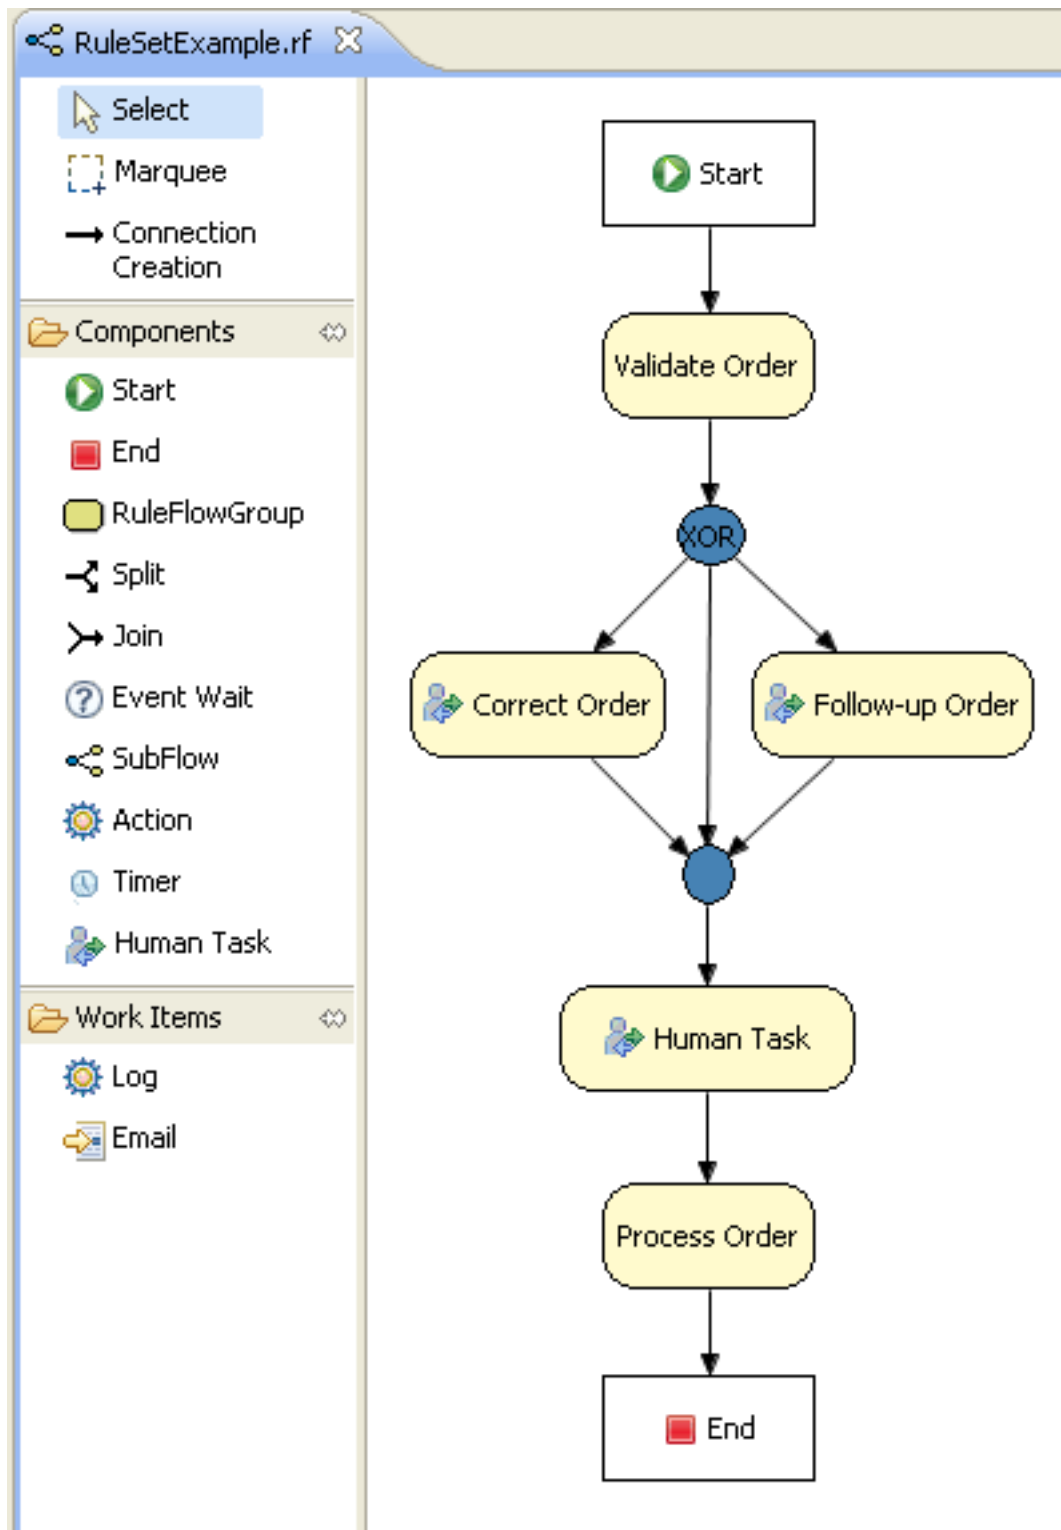 RuleSetExample.rf
Select
Marquee
Connection
Creation
Components
Start
End
RuleFlowGroup
Split
Join
Event Wait
SubFlow
Action
Timer
Human Task
Work Items
Log
Email
Start
Validate Order
XOR
Correct Order
Follow-up Order
Human Task
Process Order
End